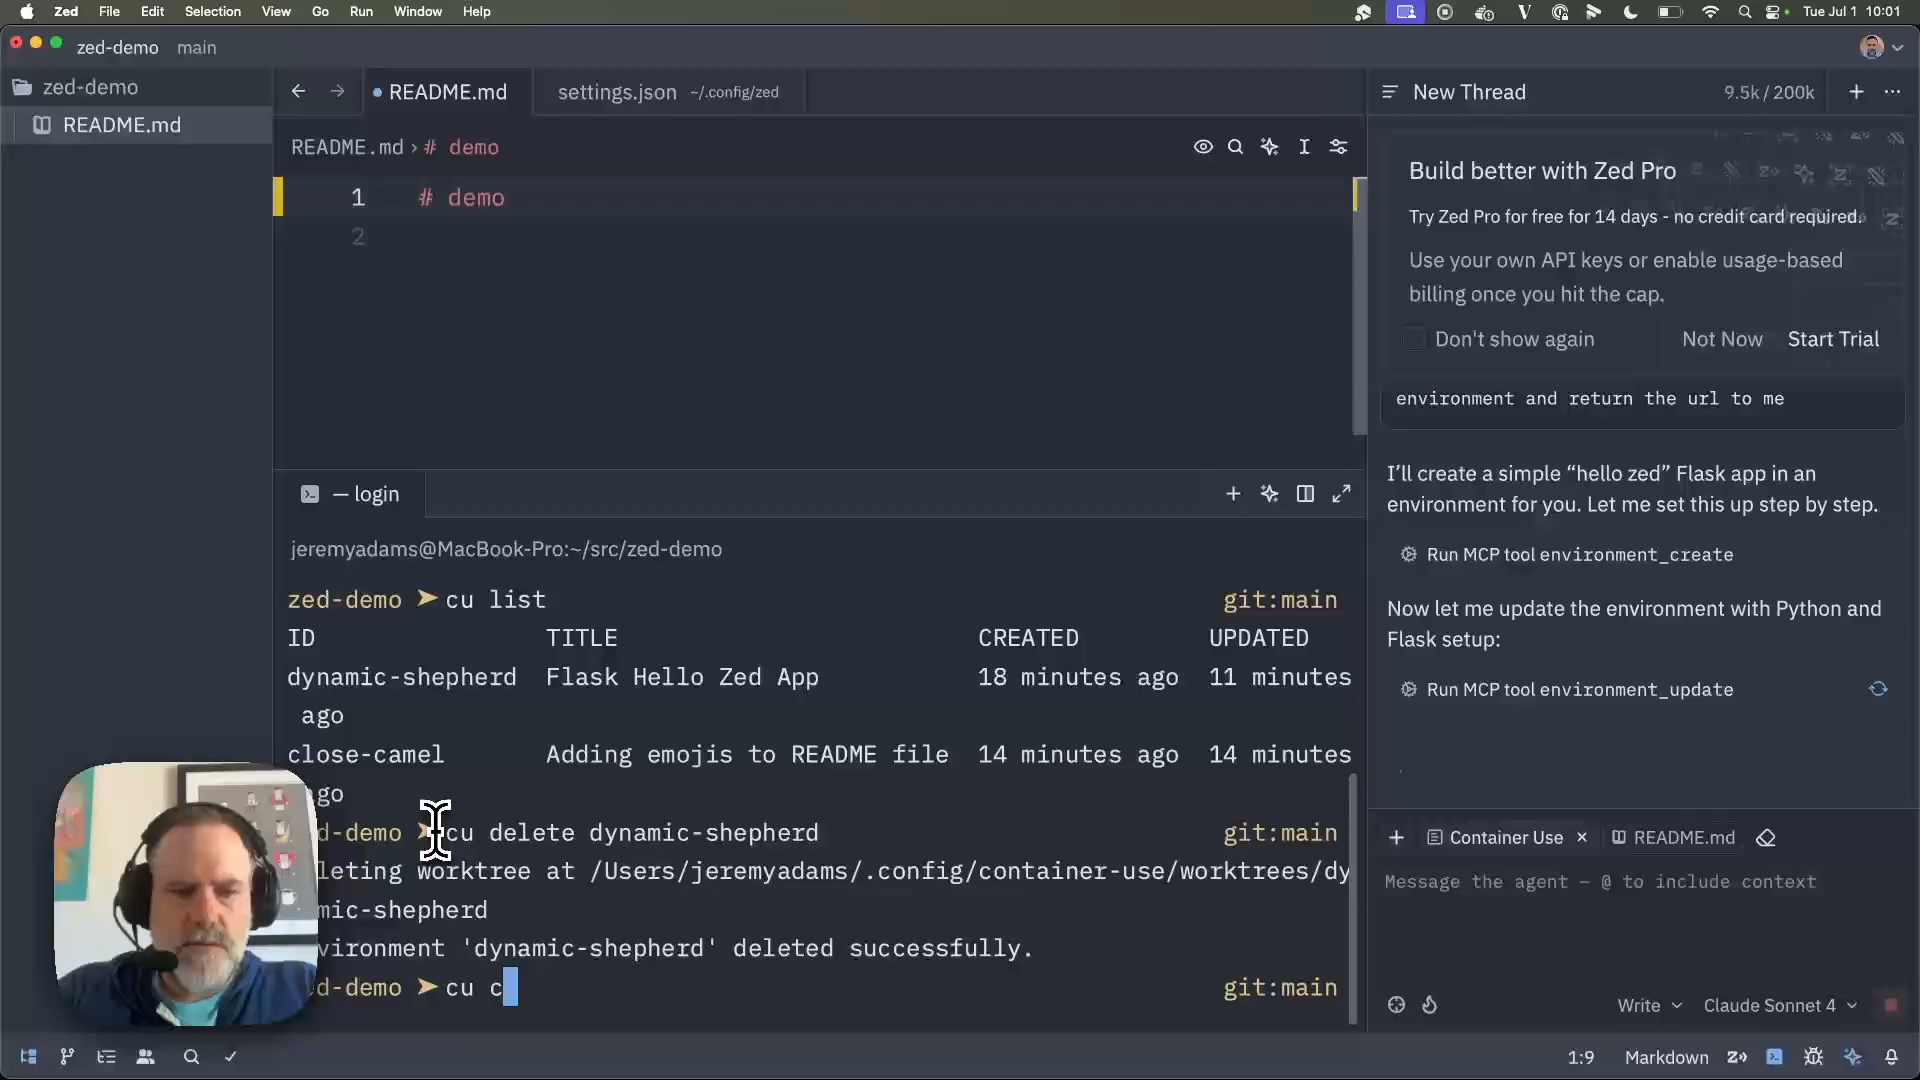 Zed File Edit View Go Run Window Help
Tue Jul 1 10:01
zed-demo main
zed-demo
README.md
README.md
settings.json ~/.config/zed
README.md › # demo
1 # demo
2
— login
jeremyadams@MacBook-Pro:~/src/zed-demo
zed-demo ➤ cu list git:main
ID TITLE CREATED UPDATED
dynamic-shepherd Flask Hello Zed App 18 minutes ago 11 minutes
ago
close-camel Adding emojis to README file 14 minutes ago 14 minutes
ago
d-demo ➤ cu delete dynamic-shepherd git:main
leting worktree at /Users/jeremyadams/.config/container-use/worktrees/dy
mic-shepherd
vironment 'dynamic-shepherd' deleted successfully.
d-demo ➤ cu c git:main
New Thread 9.5k / 200k
Build better with Zed Pro
Try Zed Pro for free for 14 days - no credit card required.
Use your own API keys or enable usage-based
billing once you hit the cap.
Don't show again Not Now Start Trial
environment and return the url to me
I'll create a simple “hello zed” Flask app in an
environment for you. Let me set this up step by step.
Run MCP tool environment_create
Now let me update the environment with Python and
Flask setup:
Run MCP tool environment_update
Container Use × README.md
Message the agent — @ to include context
Write Claude Sonnet 4
1:9 Markdown